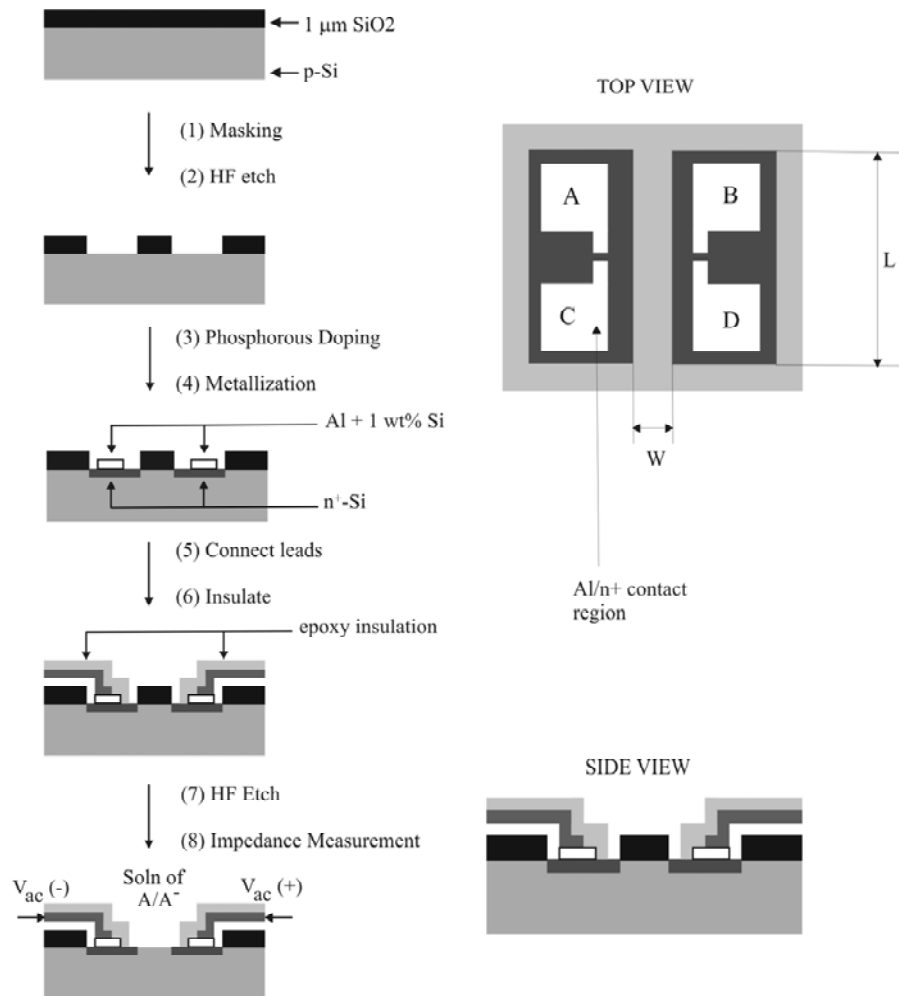 1 μm SiO2
p-Si
(1) Masking
(2) HF etch
(3) Phosphorous Doping
(4) Metallization
Al + 1 wt% Si
n⁺-Si
(5) Connect leads
(6) Insulate
epoxy insulation
(7) HF Etch
(8) Impedance Measurement
Soln of
A/A⁻
V_ac (-)
V_ac (+)
TOP VIEW
A
B
C
D
L
W
Al/n+ contact
region
SIDE VIEW